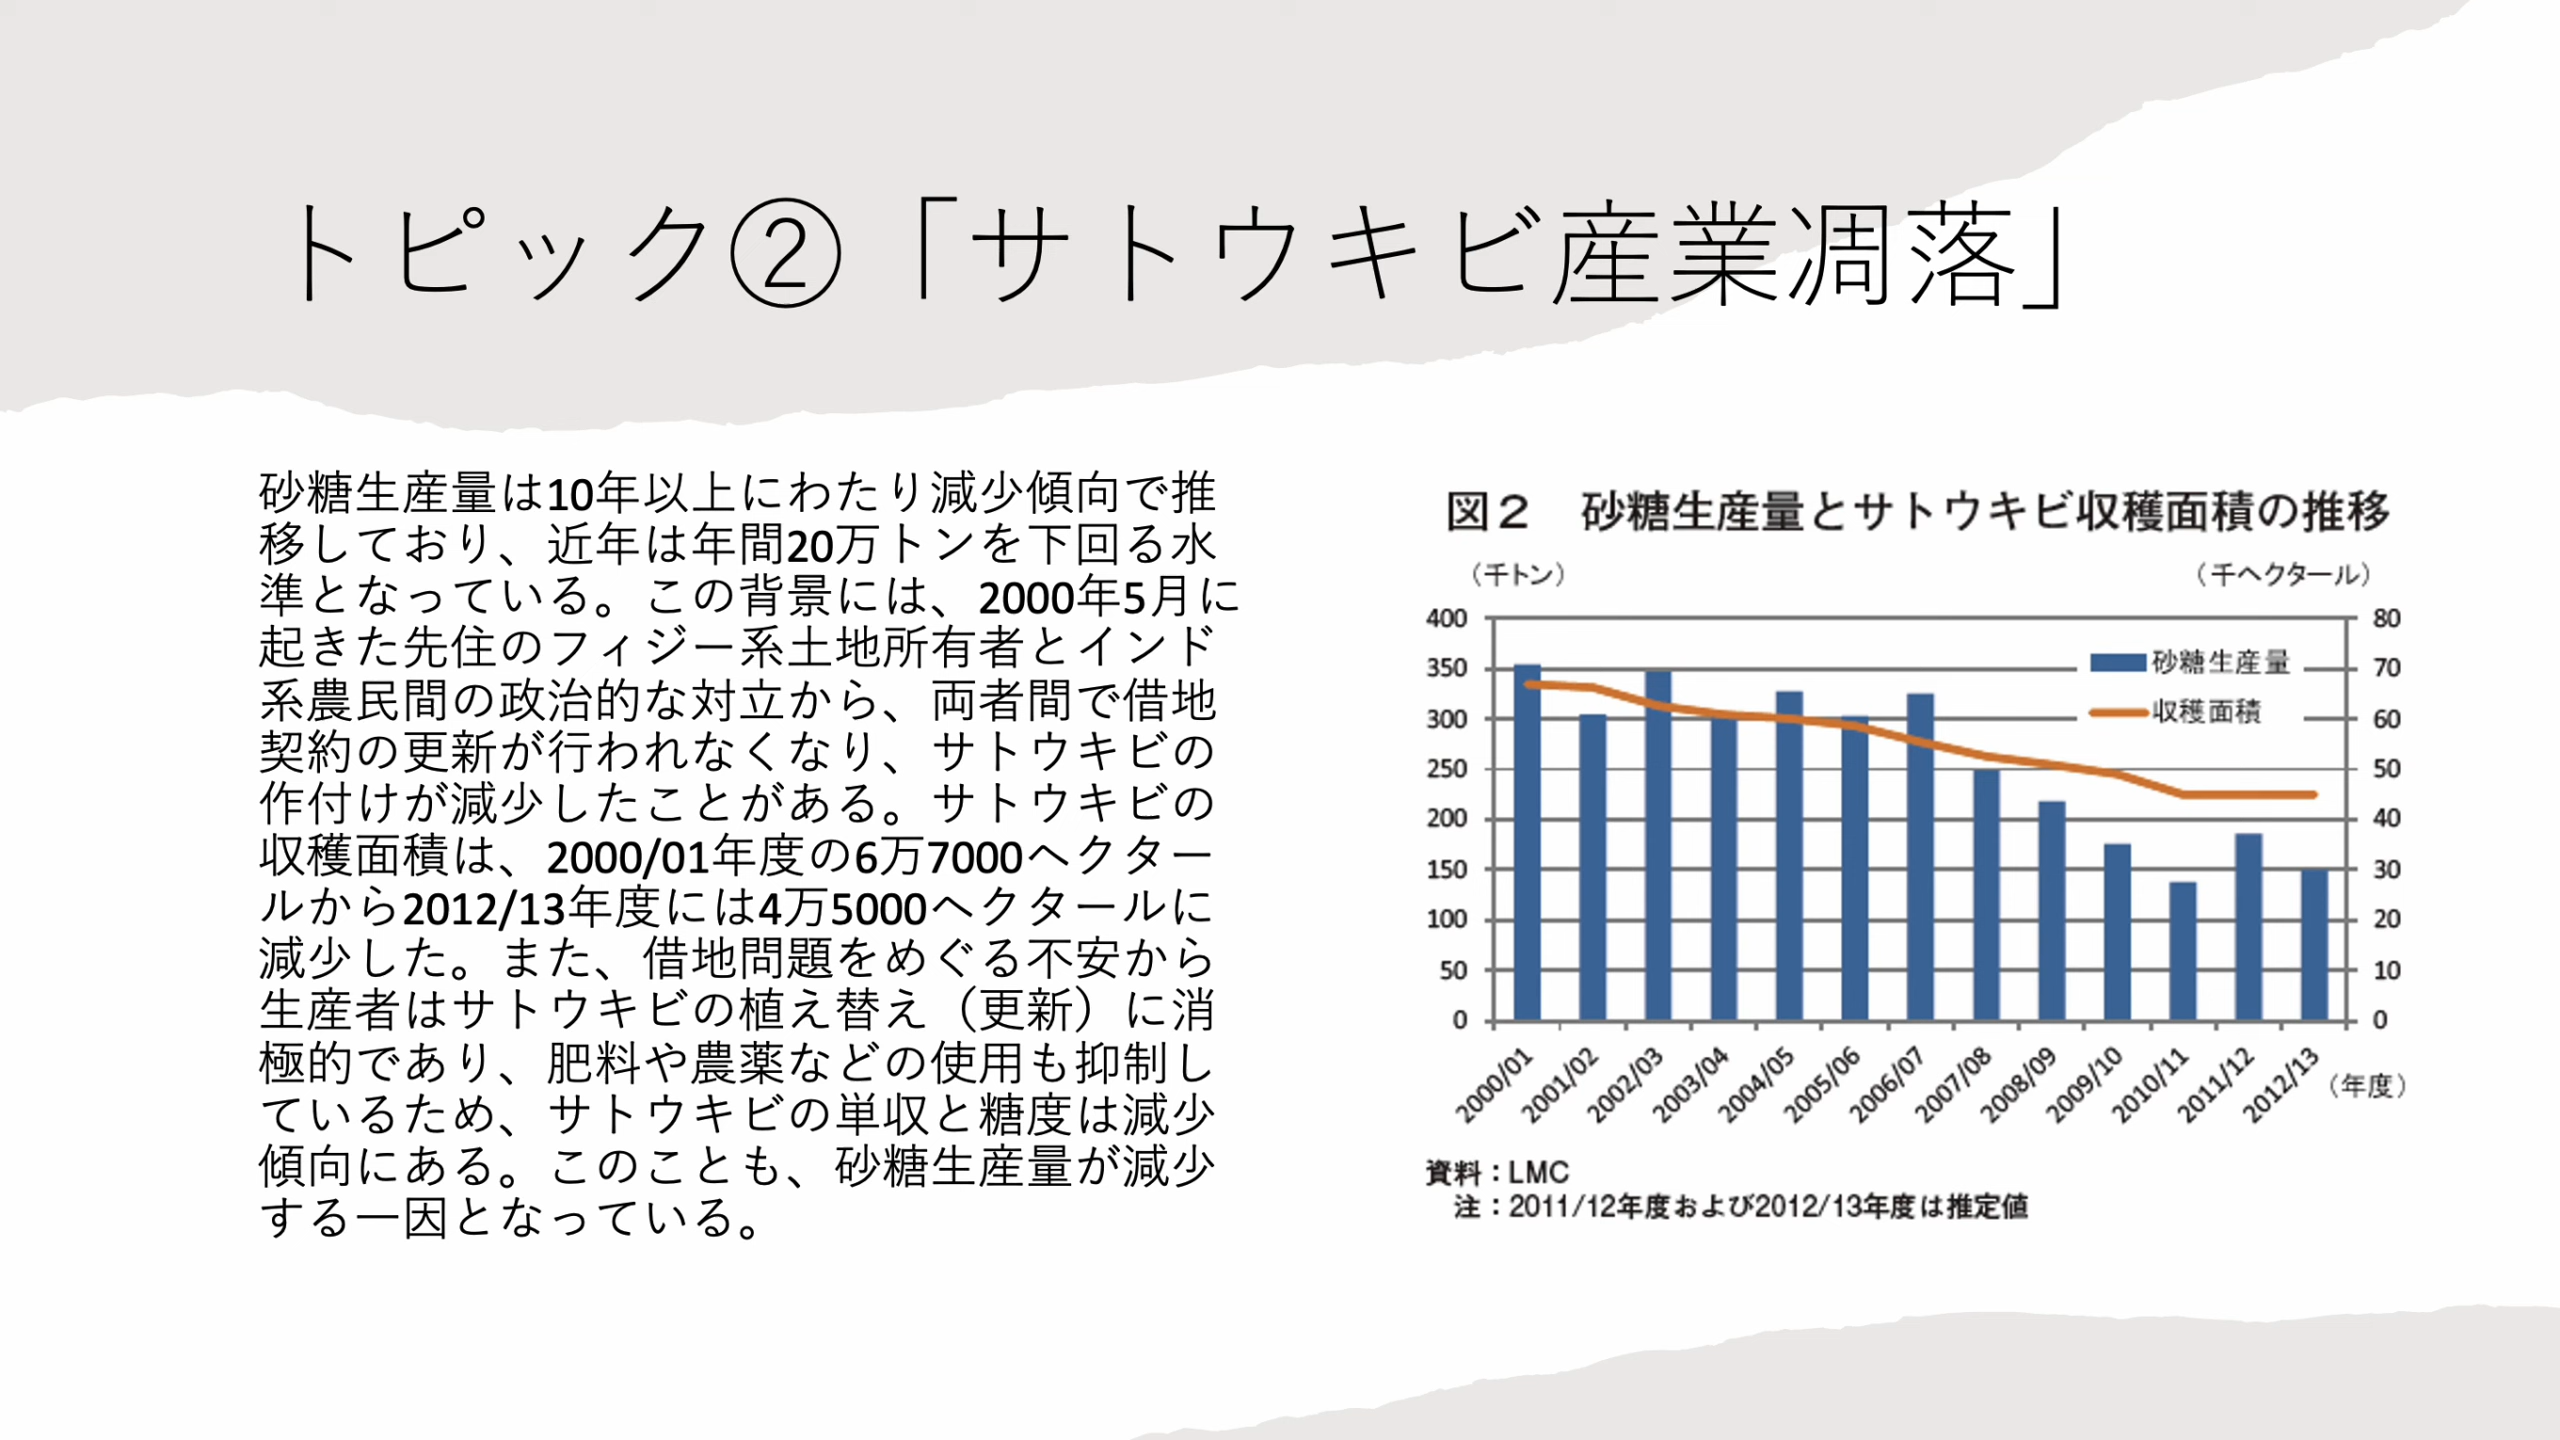 トピック②「サトウキビ産業凋落」
砂糖生産量は10年以上にわたり減少傾向で推
移しており、近年は年間20万トンを下回る水
準となっている。この背景には、2000年5月に
起きた先住のフィジー系土地所有者とインド
系農民間の政治的な対立から、両者間で借地
契約の更新が行われなくなり、サトウキビの
作付けが減少したことがある。サトウキビの
収穫面積は、2000/01年度の6万7000ヘクター
ルから2012/13年度には4万5000ヘクタールに
減少した。また、借地問題をめぐる不安から
生産者はサトウキビの植え替え（更新）に消
極的であり、肥料や農薬などの使用も抑制し
ているため、サトウキビの単収と糖度は減少
傾向にある。このことも、砂糖生産量が減少
する一因となっている。
図２　砂糖生産量とサトウキビ収穫面積の推移
（千トン）
（千ヘクタール）
400
350
300
250
200
150
100
50
0
80
70
60
50
40
30
20
10
0
砂糖生産量
収穫面積
2000/01
2001/02
2002/03
2003/04
2004/05
2005/06
2006/07
2007/08
2008/09
2009/10
2010/11
2011/12
2012/13
（年度）
資料：LMC
注：2011/12年度および2012/13年度は推定値